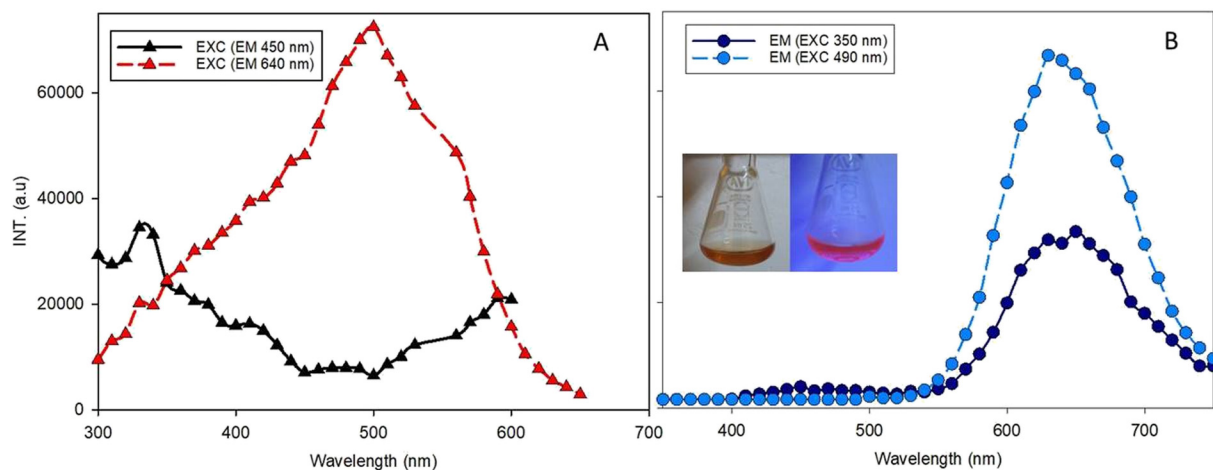 A
EXC (EM 450 nm)
EXC (EM 640 nm)
INT. (a.u)
60000
40000
20000
0
300
400
500
600
700
Wavelength (nm)
B
EM (EXC 350 nm)
EM (EXC 490 nm)
400
500
600
700
Wavelength (nm)